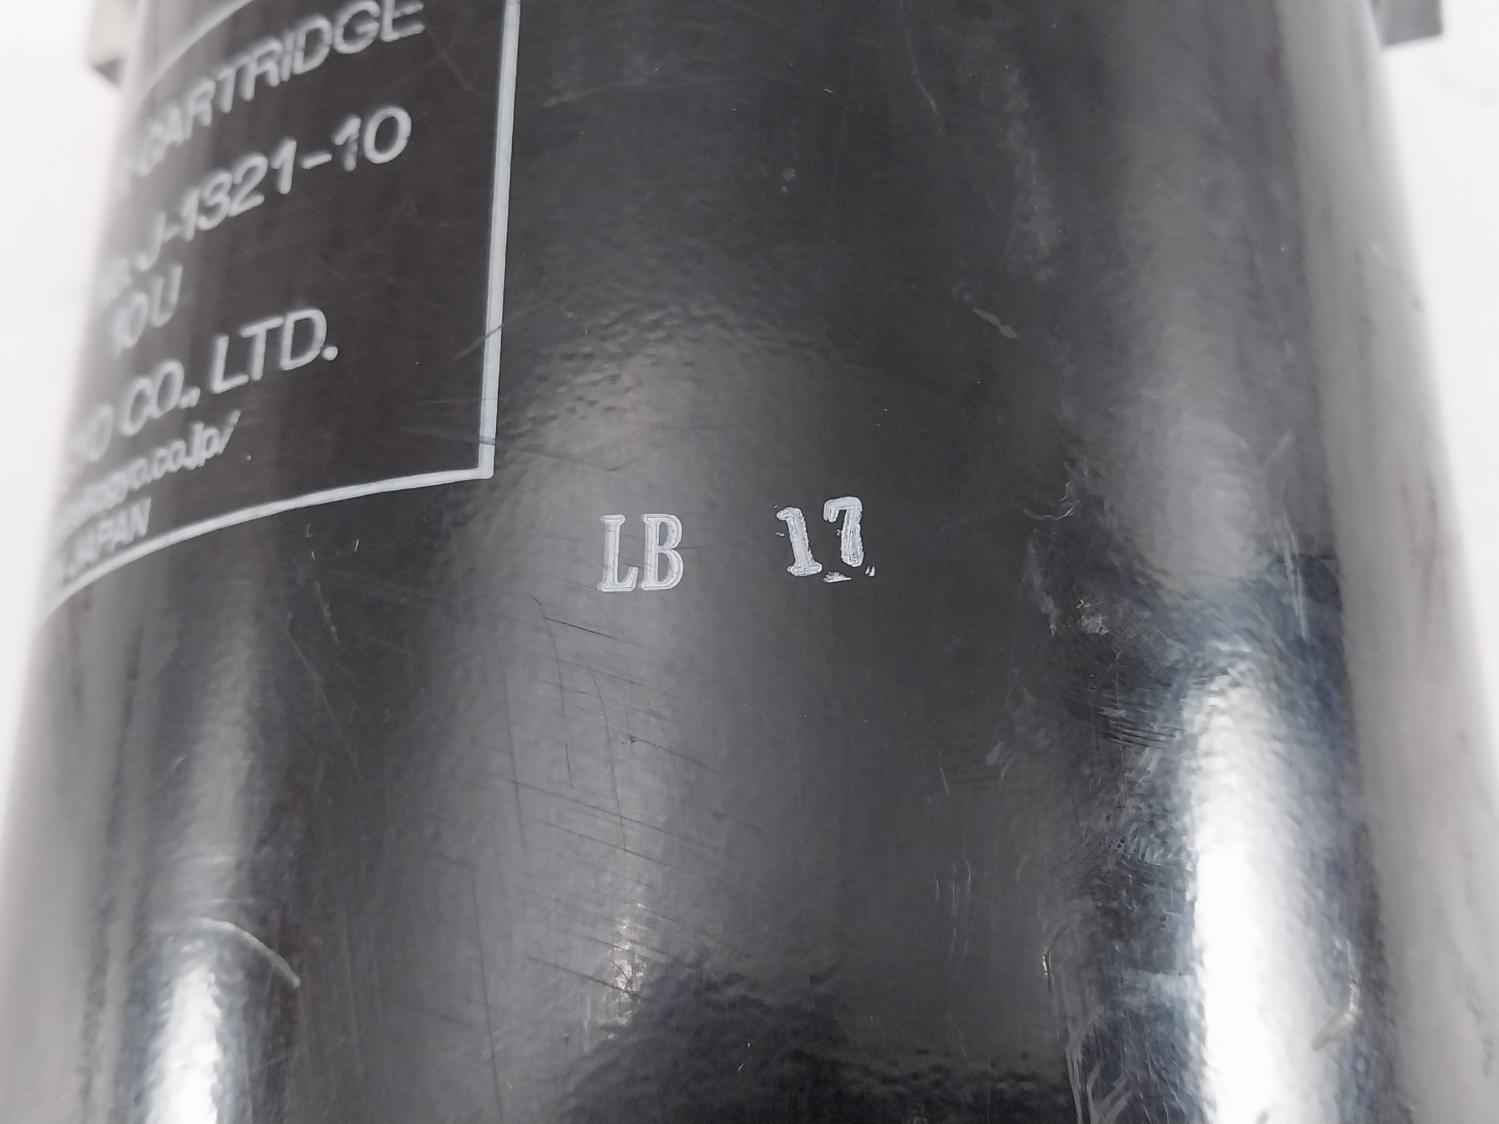 CARTRIDGE
J-1321-10
10U
CO., LTD.
.co.jp/
JAPAN
LB 17